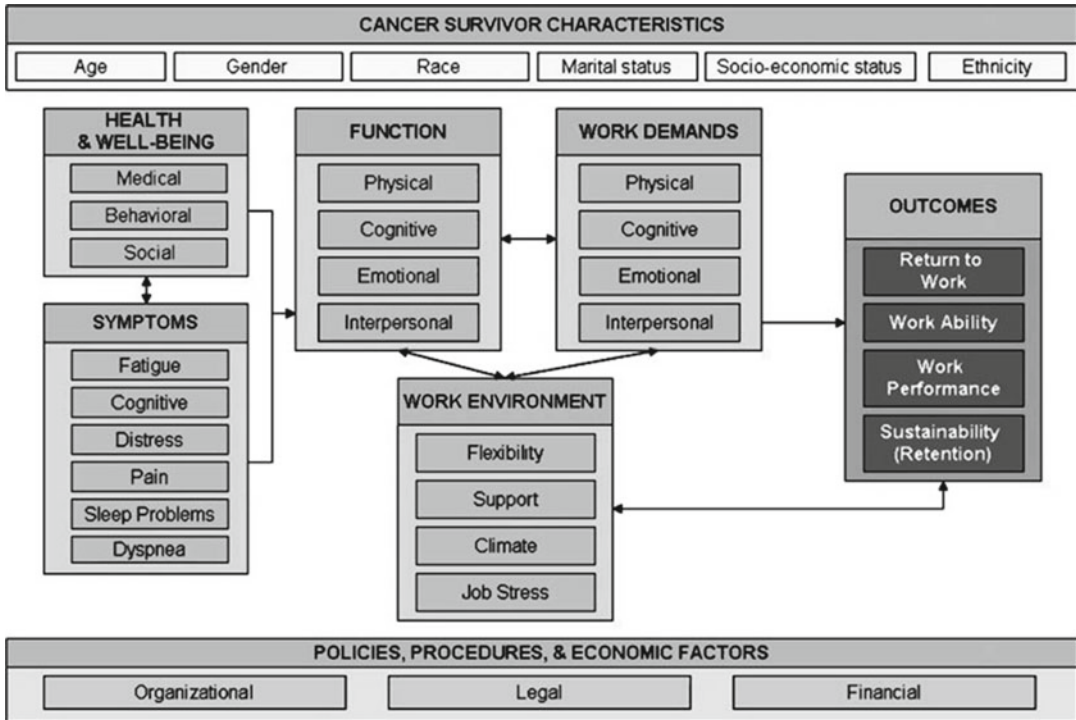 CANCER SURVIVOR CHARACTERISTICS
Age
Gender
Race
Marital status
Socio-economic status
Ethnicity
HEALTH
& WELL-BEING
Medical
Behavioral
Social
SYMPTOMS
Fatigue
Cognitive
Distress
Pain
Sleep Problems
Dyspnea
FUNCTION
Physical
Cognitive
Emotional
Interpersonal
WORK DEMANDS
Physical
Cognitive
Emotional
Interpersonal
WORK ENVIRONMENT
Flexibility
Support
Climate
Job Stress
OUTCOMES
Return to
Work
Work Ability
Work
Performance
Sustainability
(Retention)
POLICIES, PROCEDURES, & ECONOMIC FACTORS
Organizational
Legal
Financial